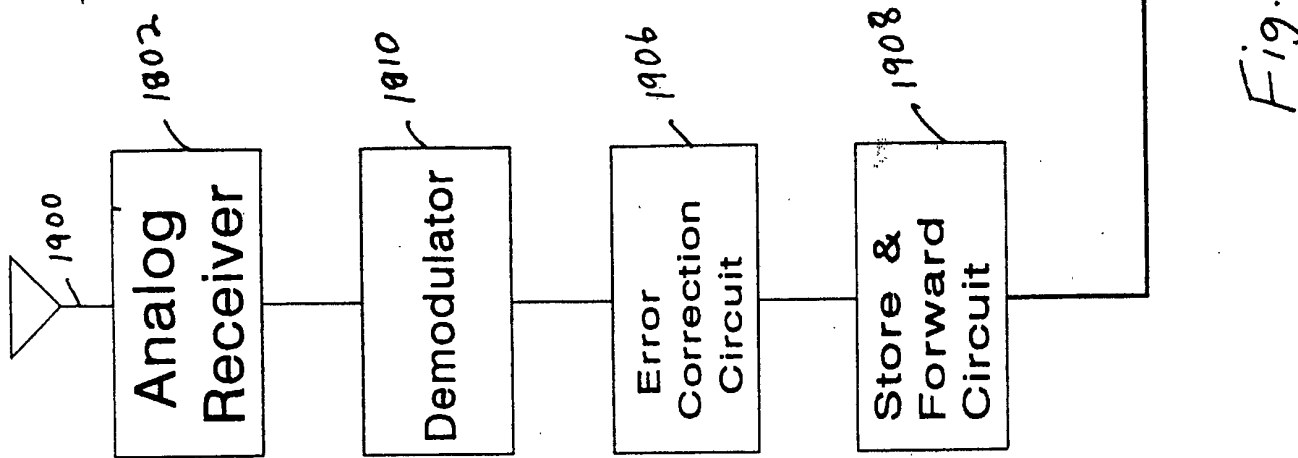 1900
Analog
Receiver
1802
Demodulator
1810
Error
Correction
Circuit
1906
Store &
Forward
Circuit
1908
Fig.